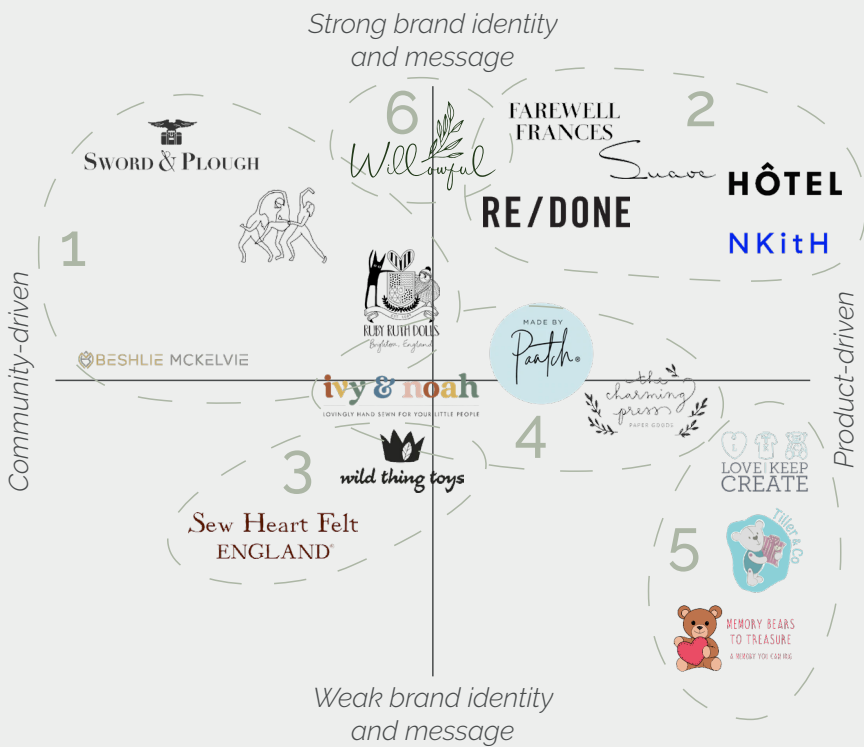 Strong brand identity
and message
6
2
FAREWELL
FRANCES
SWORD & PLOUGH
Willowful
Suave
HÔTEL
RE/DONE
1
NKitH
RUBY RUTH DOLLS
Brighton, England
MADE BY
Paatch®
Community-driven
Product-driven
BESHLIE MCKELVIE
ivy & noah
LOVINGLY HAND SEWN FOR YOUR LITTLE PEOPLE
the
charming
press
PAPER GOODS
4
3
wild thing toys
LOVE KEEP
CREATE
Sew Heart Felt
ENGLAND®
5
Tiller & Co
MEMORY BEARS
TO TREASURE
A MEMORY YOU CAN HUG
Weak brand identity
and message